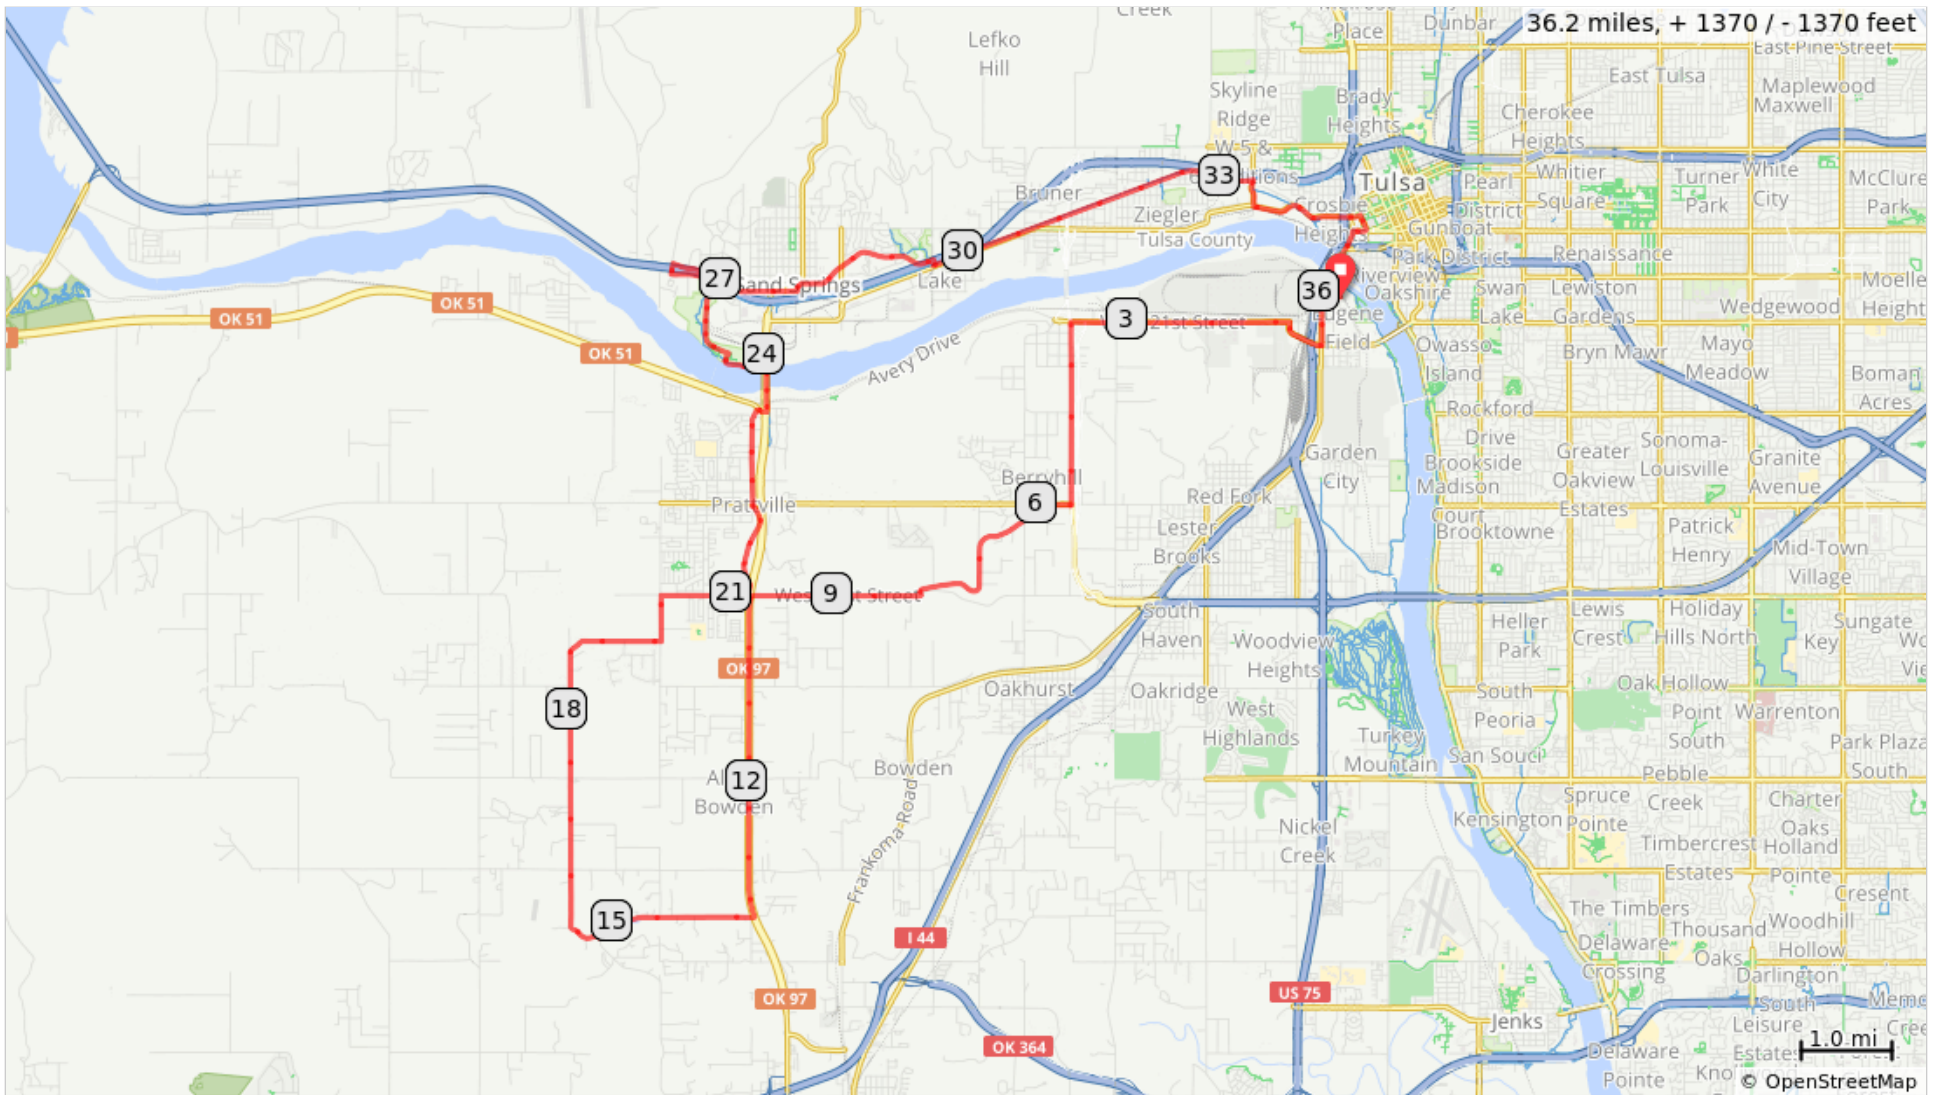 Creek
Place
Dunbar
36.2 miles, + 1370 / - 1370 feet
East Pine Street
Lefko
Hill
East Tulsa
Skyline
Ridge
Brady
Heights
Maplewood
Maxwell
Cherokee
Heights
W 5 &
33
Tulsa
Pearl
District
Whittier
Square
Turner
Park
White
City
McClure
Park
Bruner
Crosbie
Ziegler
Tulsa County
Gunboat
Park District
Renaissance
30
27
Sand Springs
Lake
36
Riverview
Oakshire
Swan
Lake
Lewiston
Gardens
Wedgewood
Moelle
Height
OK 51
OK 51
OK 51
3
21st Street
Eugene
Field
24
Avery Drive
Owasso
Island
Bryn Mawr
Mayo
Meadow
Boman
Acres
Rockford
Drive
Brookside
Madison
Court
Brooktowne
Greater
Oakview
Estates
Sonoma-
Louisville
Granite
Avenue
Garden
City
Berryhill
6
Prattville
Red Fork
Lester
Brooks
Patrick
Henry
Mid-Town
Village
21
9
Street
South
Haven
Woodview
Heights
Lewis
Crest
Holiday
Hills North
Heller
Park
Key
Sungate
OK 97
Oakhurst
Oakridge
Oak Hollow
Point
South
Warrenton
18
South
Peoria
West
Highlands
Turkey
Mountain
San Souci
Park Plaza
South
12
Bowden
Bowden
Pebble
Creek
Spruce
Pointe
Charter
Oaks
Kensington
Nickel
Creek
Timbercrest
Estates
Holland
Pointe
Frankoma Road
Cresent
15
The Timbers
Thousand
Oaks
Woodhill
Hollow
I 44
Delaware
Crossing
Darlington
South
OK 97
US 75
Jenks
Leisure
Estates
OK 364
Delaware
Pointe
1.0 mi
© OpenStreetMap